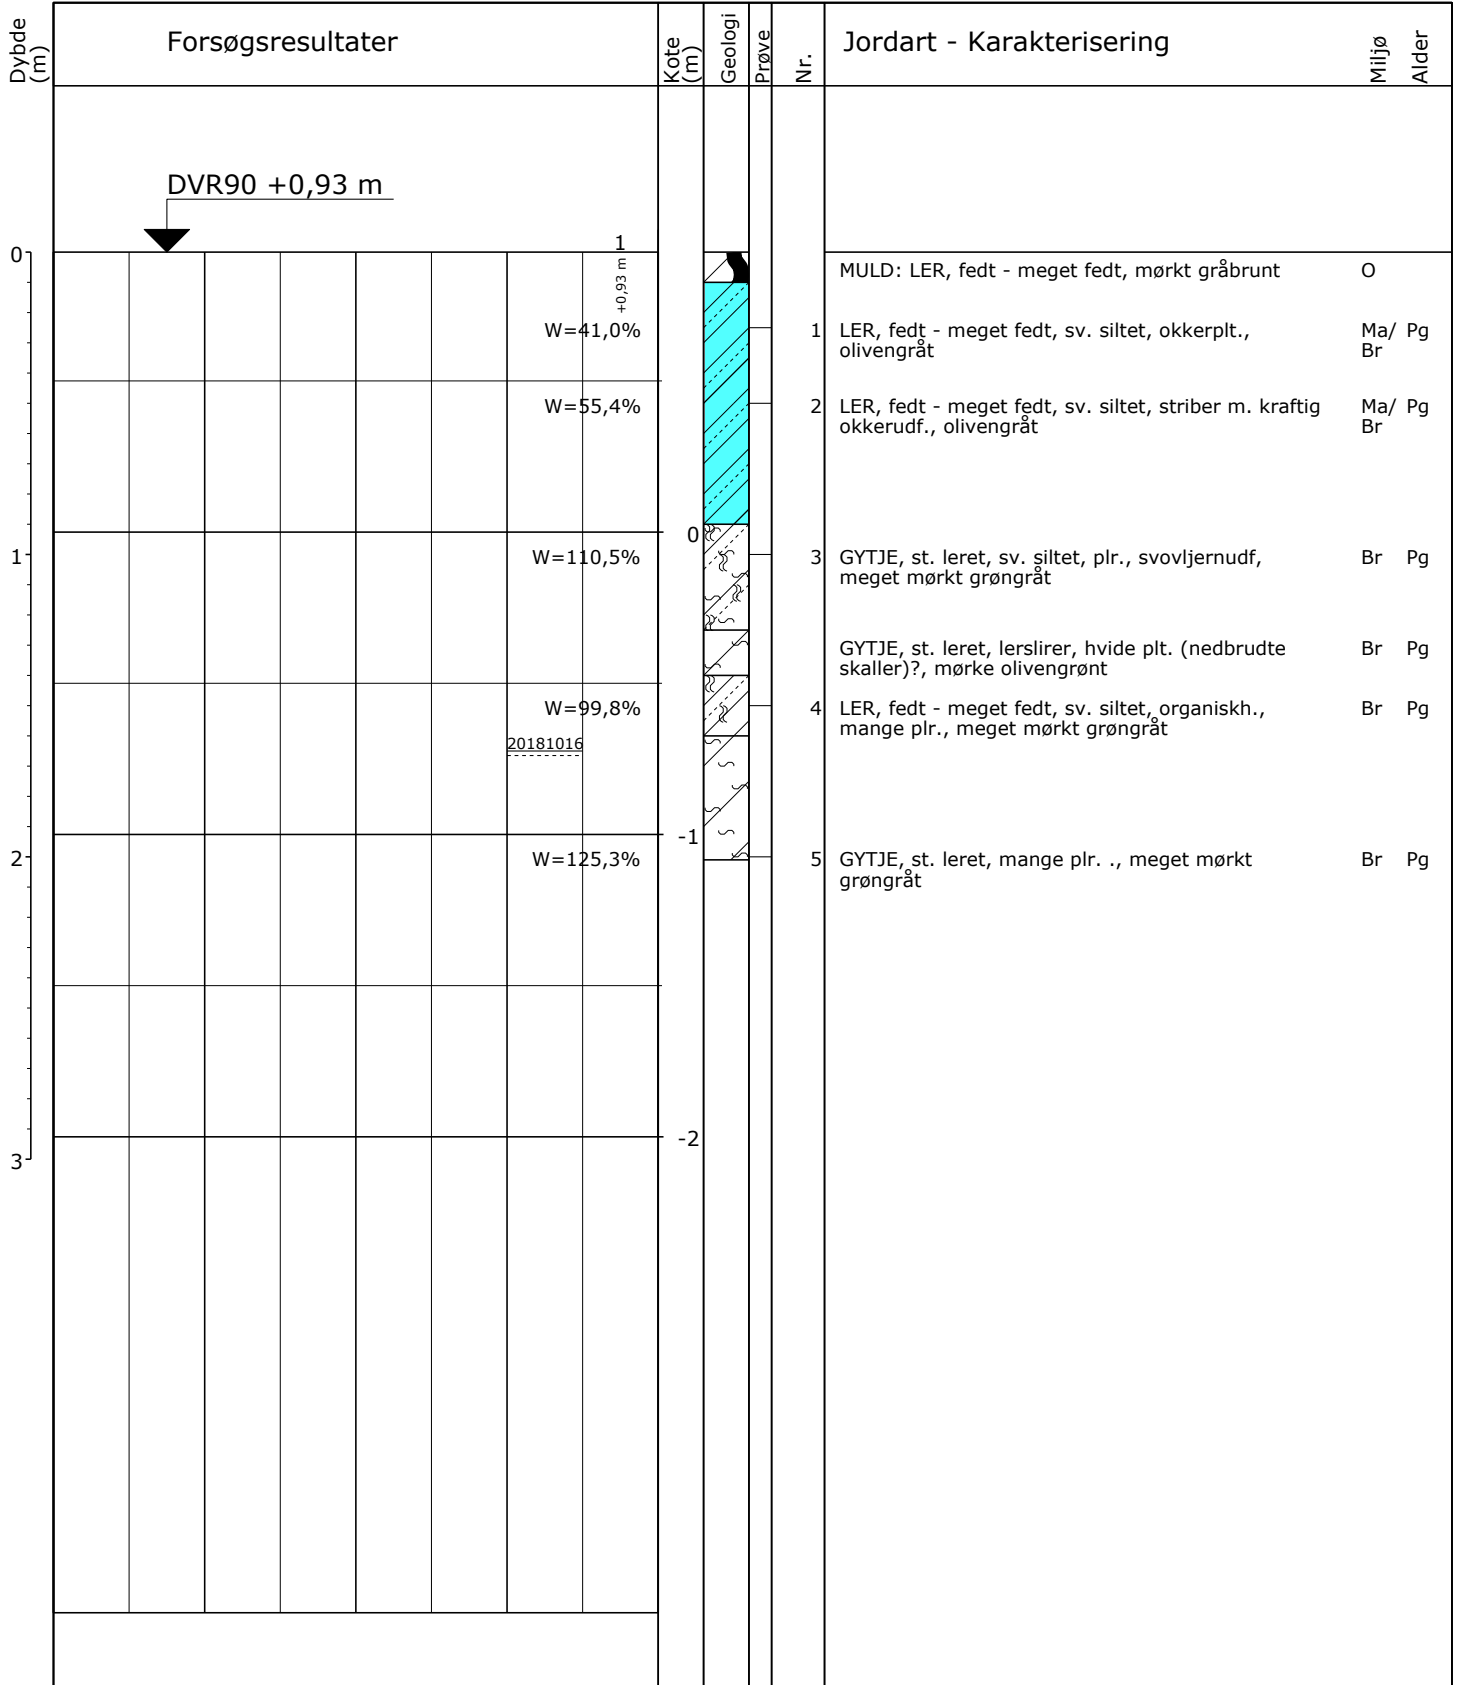 Dybde
(m)
Forsøgsresultater
Kote
(m)
Geologi
Prøve
Nr.
Jordart - Karakterisering
Miljø
Alder
DVR90 +0,93 m
1
+0,93 m
0
MULD: LER, fedt - meget fedt, mørkt gråbrunt O
W=41,0%
1 LER, fedt - meget fedt, sv. siltet, okkerplt., Ma/ Pg
olivengråt Br
W=55,4%
2 LER, fedt - meget fedt, sv. siltet, striber m. kraftig Ma/ Pg
okkerudf., olivengråt Br
0
1
W=110,5%
3 GYTJE, st. leret, sv. siltet, plr., svovljernudf, Br Pg
meget mørkt grøngråt
GYTJE, st. leret, lerslirer, hvide plt. (nedbrudte Br Pg
skaller)?, mørke olivengrønt
W=99,8%
4 LER, fedt - meget fedt, sv. siltet, organiskh., Br Pg
mange plr., meget mørkt grøngråt
20181016
-1
2
W=125,3%
5 GYTJE, st. leret, mange plr. ., meget mørkt Br Pg
grøngråt
-2
3